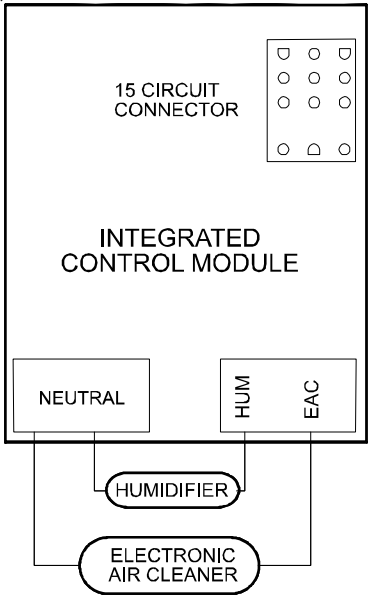 15 CIRCUIT
CONNECTOR
INTEGRATED
CONTROL MODULE
NEUTRAL
HUM
EAC
HUMIDIFIER
ELECTRONIC
AIR CLEANER